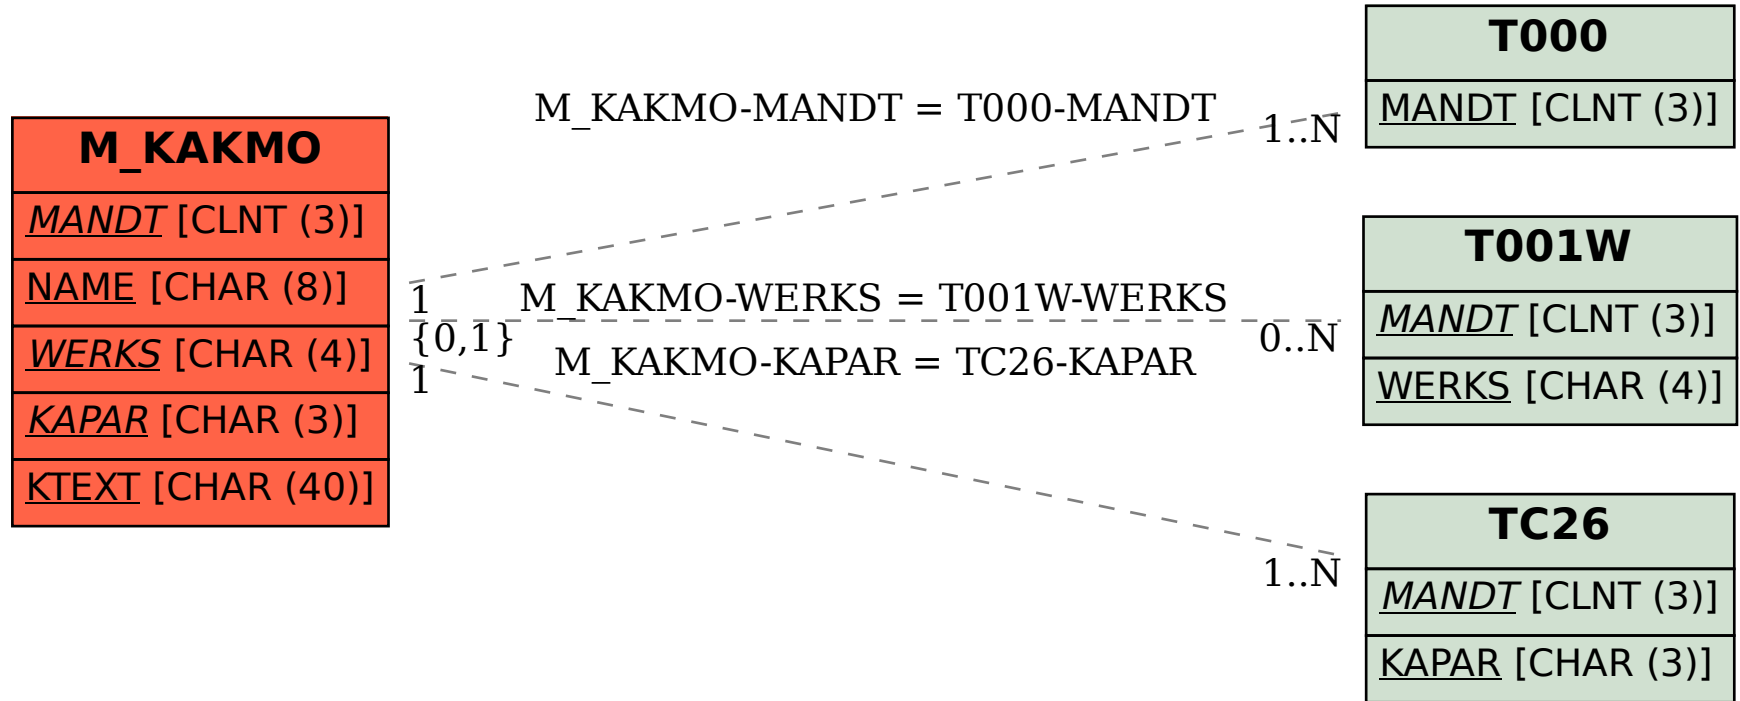 M_KAKMO
MANDT [CLNT (3)]
NAME [CHAR (8)]
WERKS [CHAR (4)]
KAPAR [CHAR (3)]
KTEXT [CHAR (40)]
M_KAKMO-MANDT = T000-MANDT
1..N
1
M_KAKMO-WERKS = T001W-WERKS
{0,1}
0..N
M_KAKMO-KAPAR = TC26-KAPAR
1
1..N
T000
MANDT [CLNT (3)]
T001W
MANDT [CLNT (3)]
WERKS [CHAR (4)]
TC26
MANDT [CLNT (3)]
KAPAR [CHAR (3)]